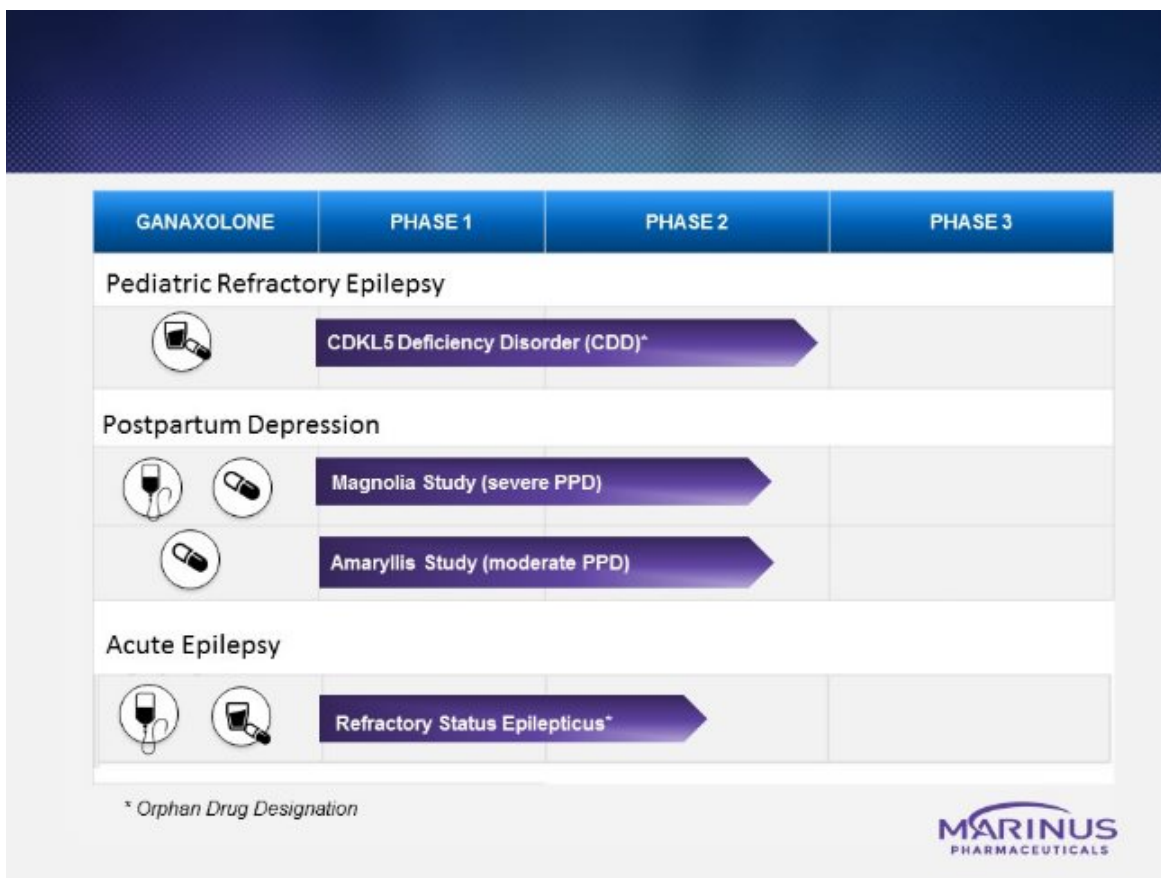 GANAXOLONE PHASE 1 PHASE 2 PHASE 3
Pediatric Refractory Epilepsy
CDKL5 Deficiency Disorder (CDD)*
Postpartum Depression
Magnolia Study (severe PPD)
Amaryllis Study (moderate PPD)
Acute Epilepsy
Refractory Status Epilepticus*
* Orphan Drug Designation
MARINUS
PHARMACEUTICALS